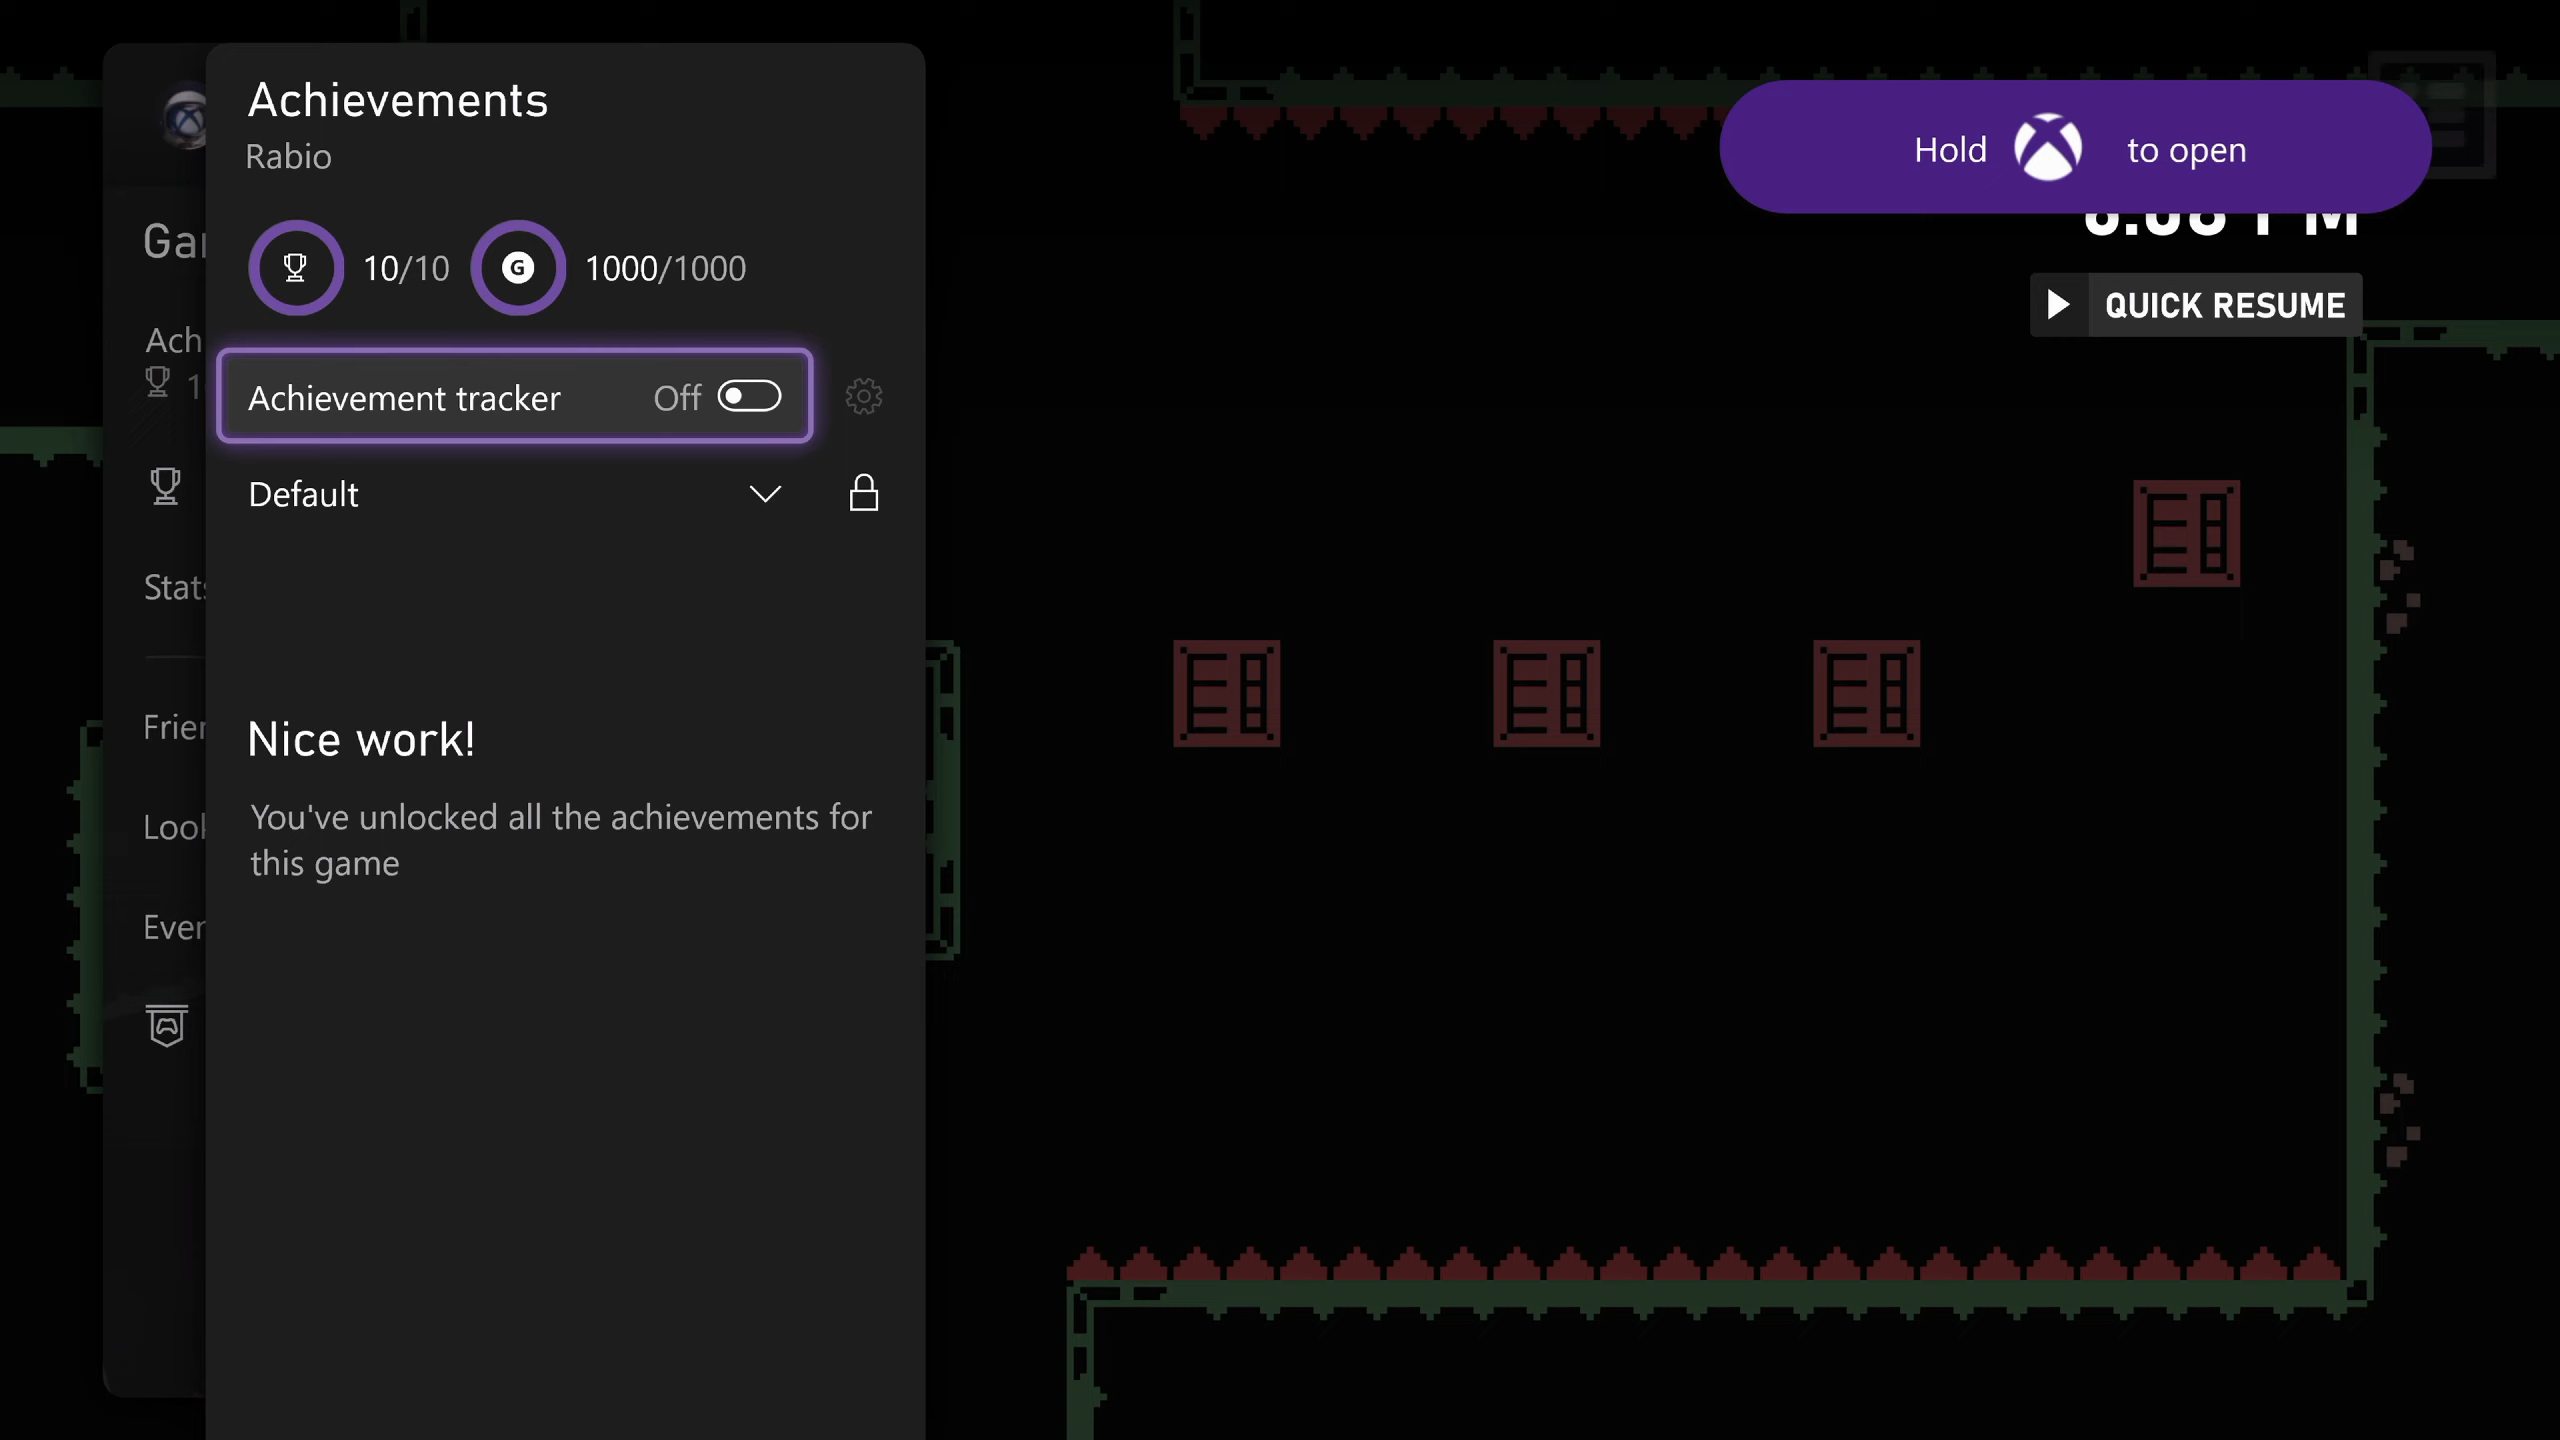 Achievements
Rabio
10/10
G
1000/1000
Achievement tracker
Off
Default
Nice work!
You've unlocked all the achievements for
this game
Hold
to open
QUICK RESUME